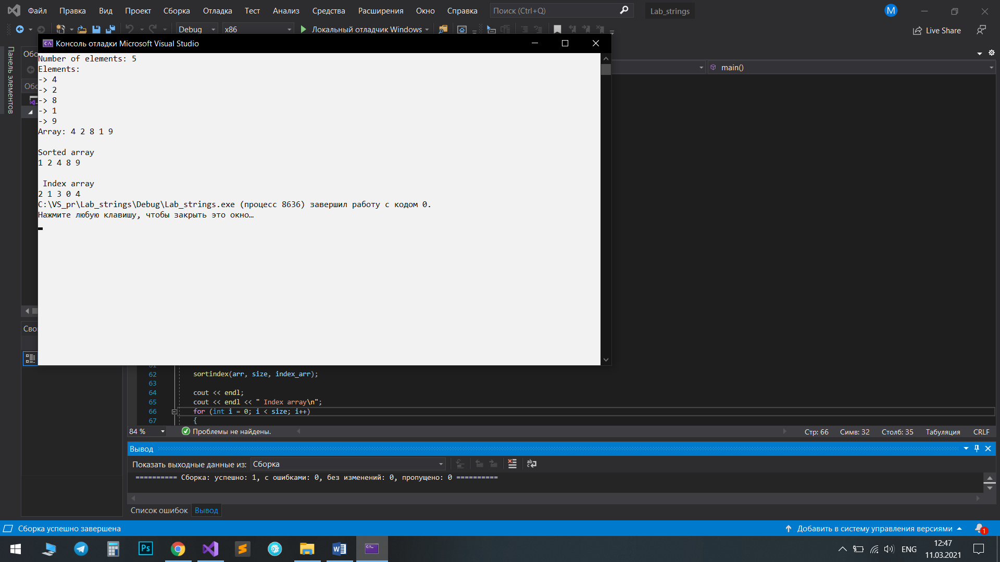 Файл Правка Вид Проект Сборка Отладка Тест Анализ Средства Расширения Окно Справка Поиск (Ctrl+Q) Lab_strings M
Debug x86 Локальный отладчик Windows Live Share
Консоль отладки Microsoft Visual Studio
Панель элементов
main()
Number of elements: 5
Elements:
-> 4
-> 2
-> 8
-> 1
-> 9
Array: 4 2 8 1 9
Sorted array
1 2 4 8 9
Index array
2 1 3 0 4
C:\VS_pr\Lab_strings\Debug\Lab_strings.exe (процесс 8636) завершил работу с кодом 0.
Нажмите любую клавишу, чтобы закрыть это окно…
62 sortindex(arr, size, index_arr);
63
64 cout << endl;
65 cout << endl << " Index array\n";
66 for (int i = 0; i < size; i++)
67 {
84 % Проблемы не найдены. Стр: 66 Симв: 32 Столб: 35 Табуляция CRLF
Вывод
Показать выходные данные из: Сборка
========== Сборка: успешно: 1, с ошибками: 0, без изменений: 0, пропущено: 0 ==========
Список ошибок Вывод
Сборка успешно завершена Добавить в систему управления версиями 1
Ps ENG 12:47
11.03.2021